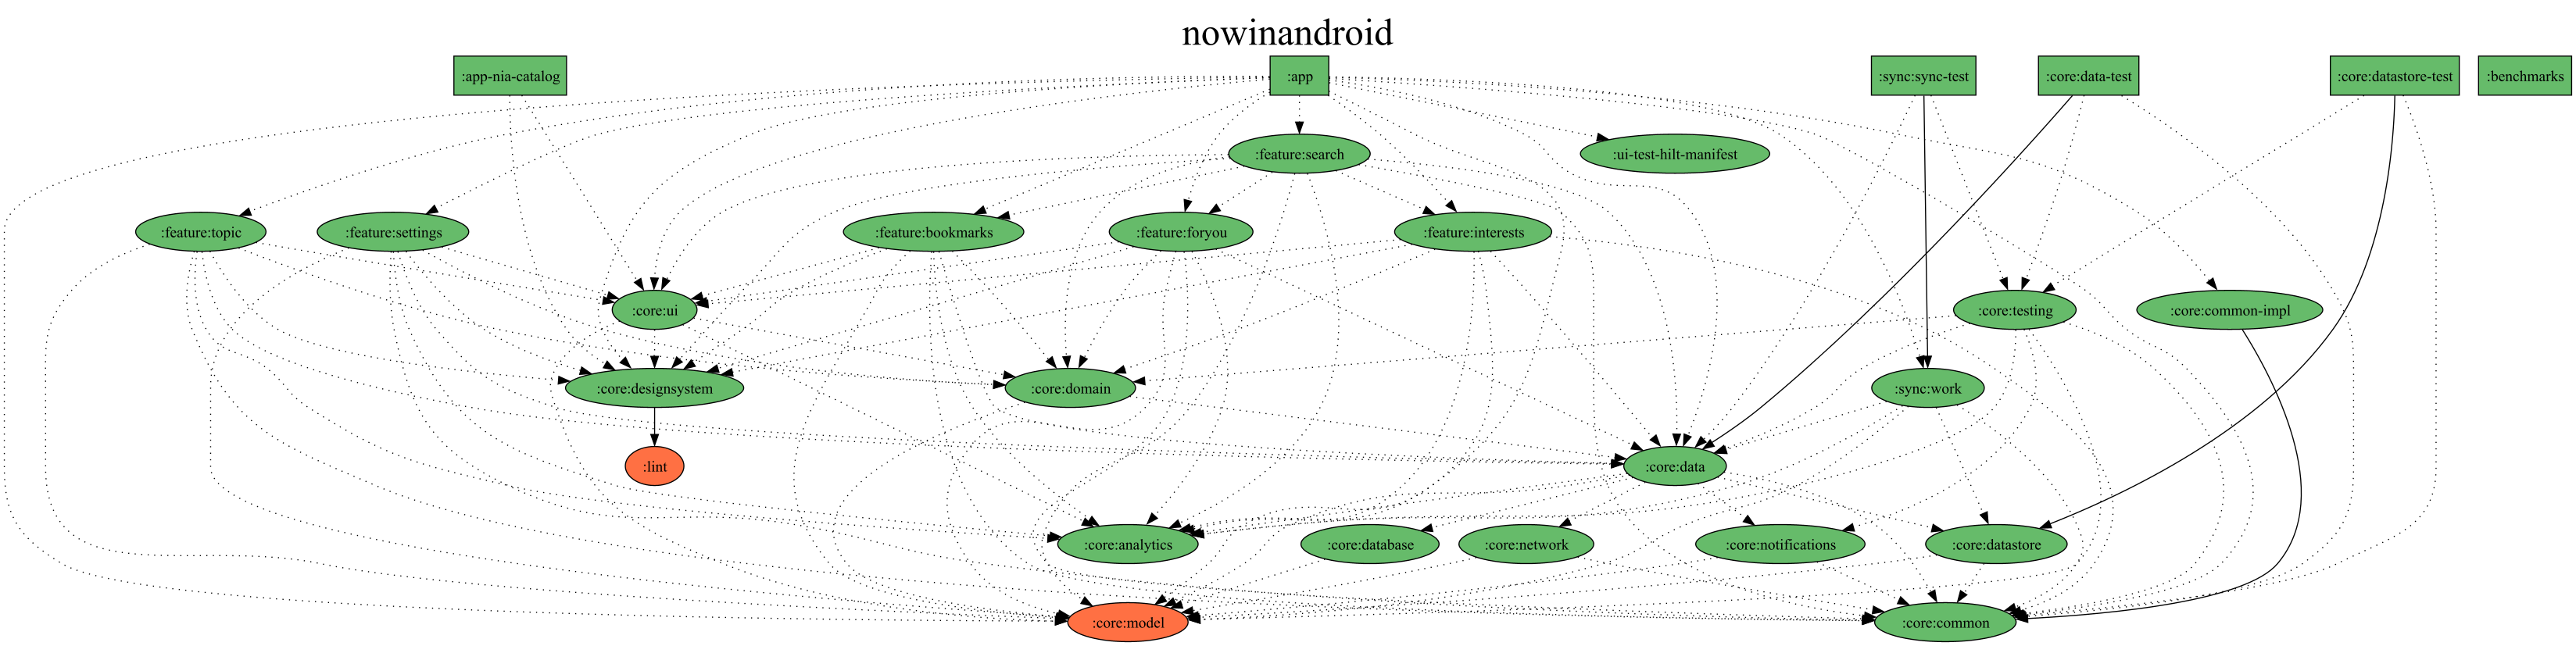 nowinandroid
:app-nia-catalog
:app
:sync:sync-test
:core:data-test
:core:datastore-test
:benchmarks
:feature:search
:ui-test-hilt-manifest
:feature:topic
:feature:settings
:feature:bookmarks
:feature:foryou
:feature:interests
:core:ui
:core:testing
:core:common-impl
:core:designsystem
:core:domain
:sync:work
:lint
:core:data
:core:analytics
:core:database
:core:network
:core:notifications
:core:datastore
:core:model
:core:common